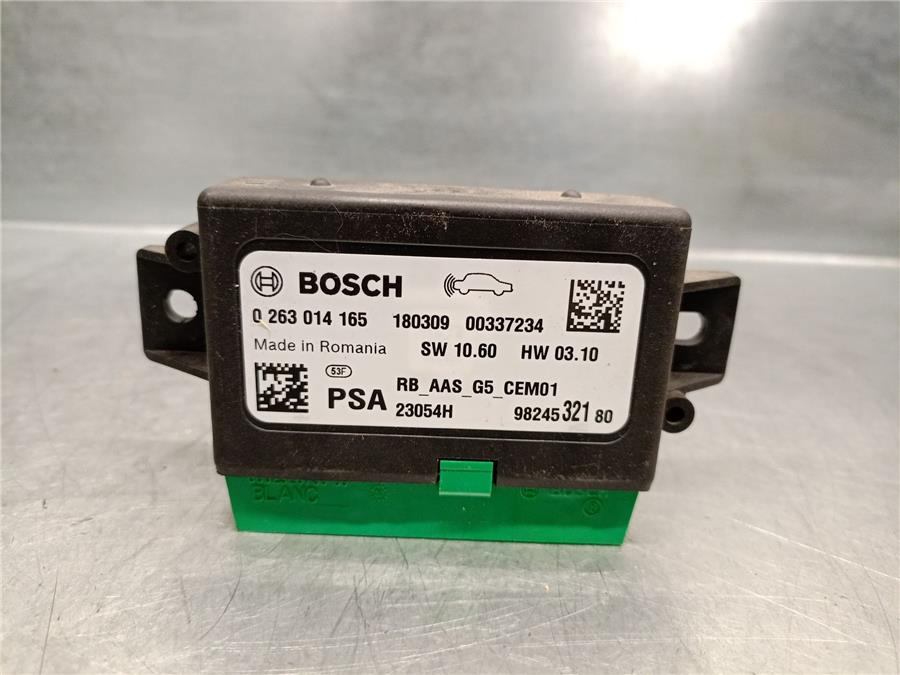 BOSCH
0 263 014 165 180309 00337234
Made in Romania SW 10.60 HW 03.10
53F
PSA RB_AAS_G5_CEM01
23054H 98245 321 80
BLANC BOSCH